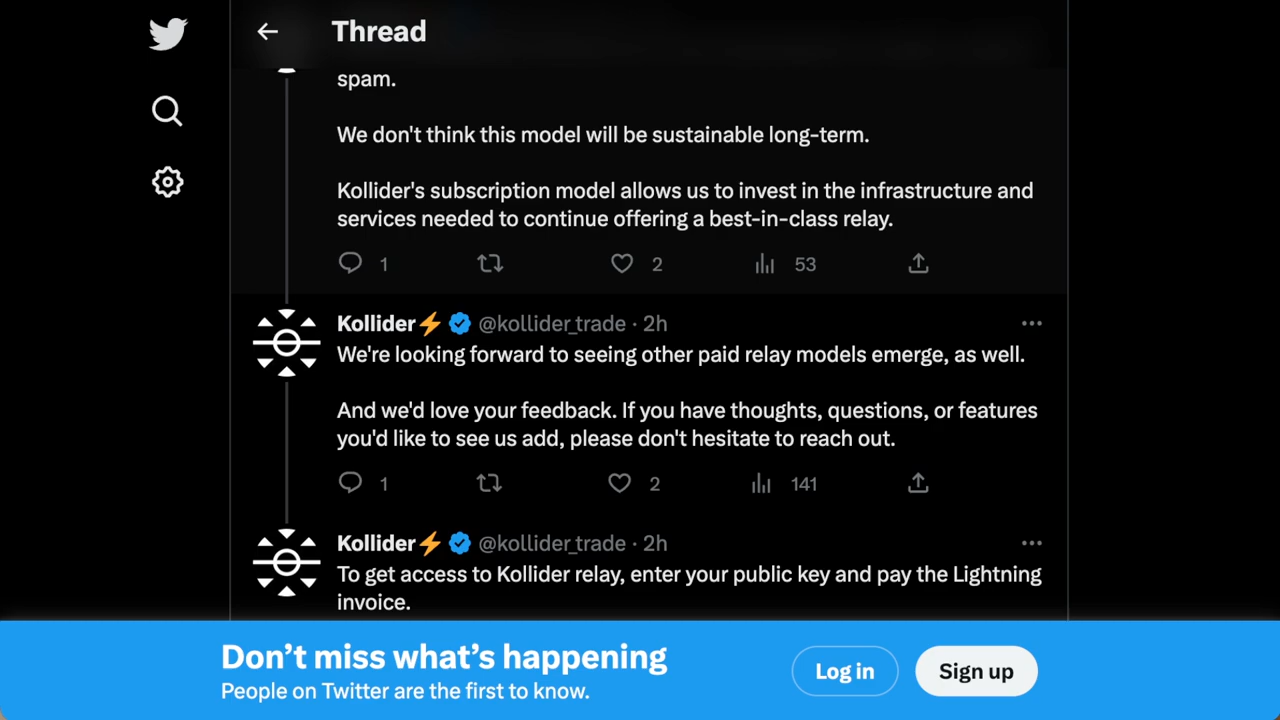 Thread
spam.
We don't think this model will be sustainable long-term.
Kollider's subscription model allows us to invest in the infrastructure and
services needed to continue offering a best-in-class relay.
1 2 53
Kollider⚡ @kollider_trade · 2h
We're looking forward to seeing other paid relay models emerge, as well.
And we'd love your feedback. If you have thoughts, questions, or features
you'd like to see us add, please don't hesitate to reach out.
1 2 141
Kollider⚡ @kollider_trade · 2h
To get access to Kollider relay, enter your public key and pay the Lightning
invoice.
Don’t miss what’s happening
People on Twitter are the first to know.
Log in
Sign up